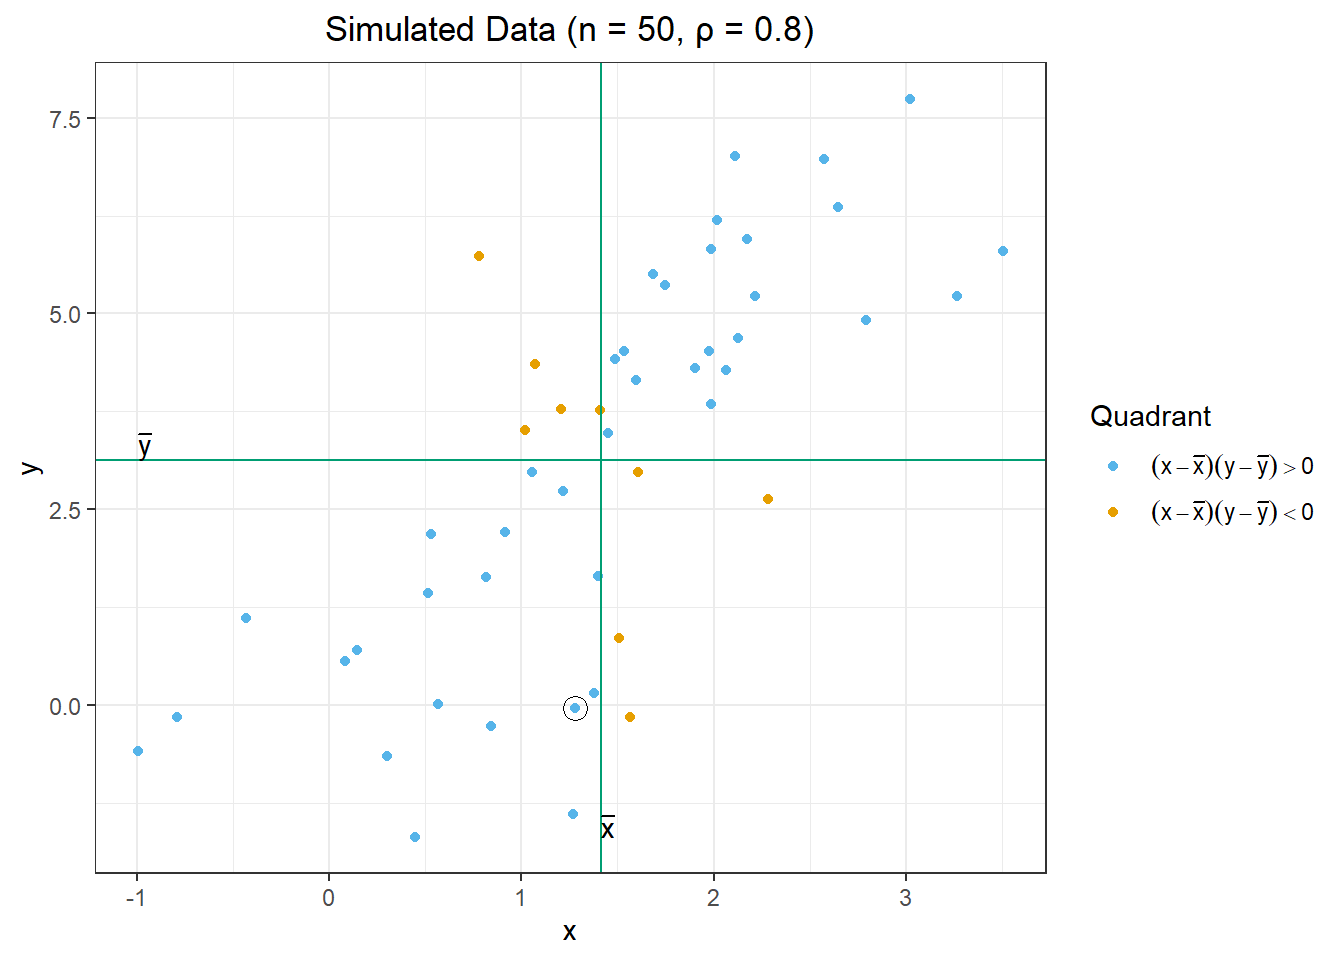 Simulated Data (n = 50, ρ = 0.8)
7.5
5.0
2.5
0.0
y
y̅
x̅
-1 0 1 2 3
x
Quadrant
(x − x̅)(y − y̅) > 0
(x − x̅)(y − y̅) < 0